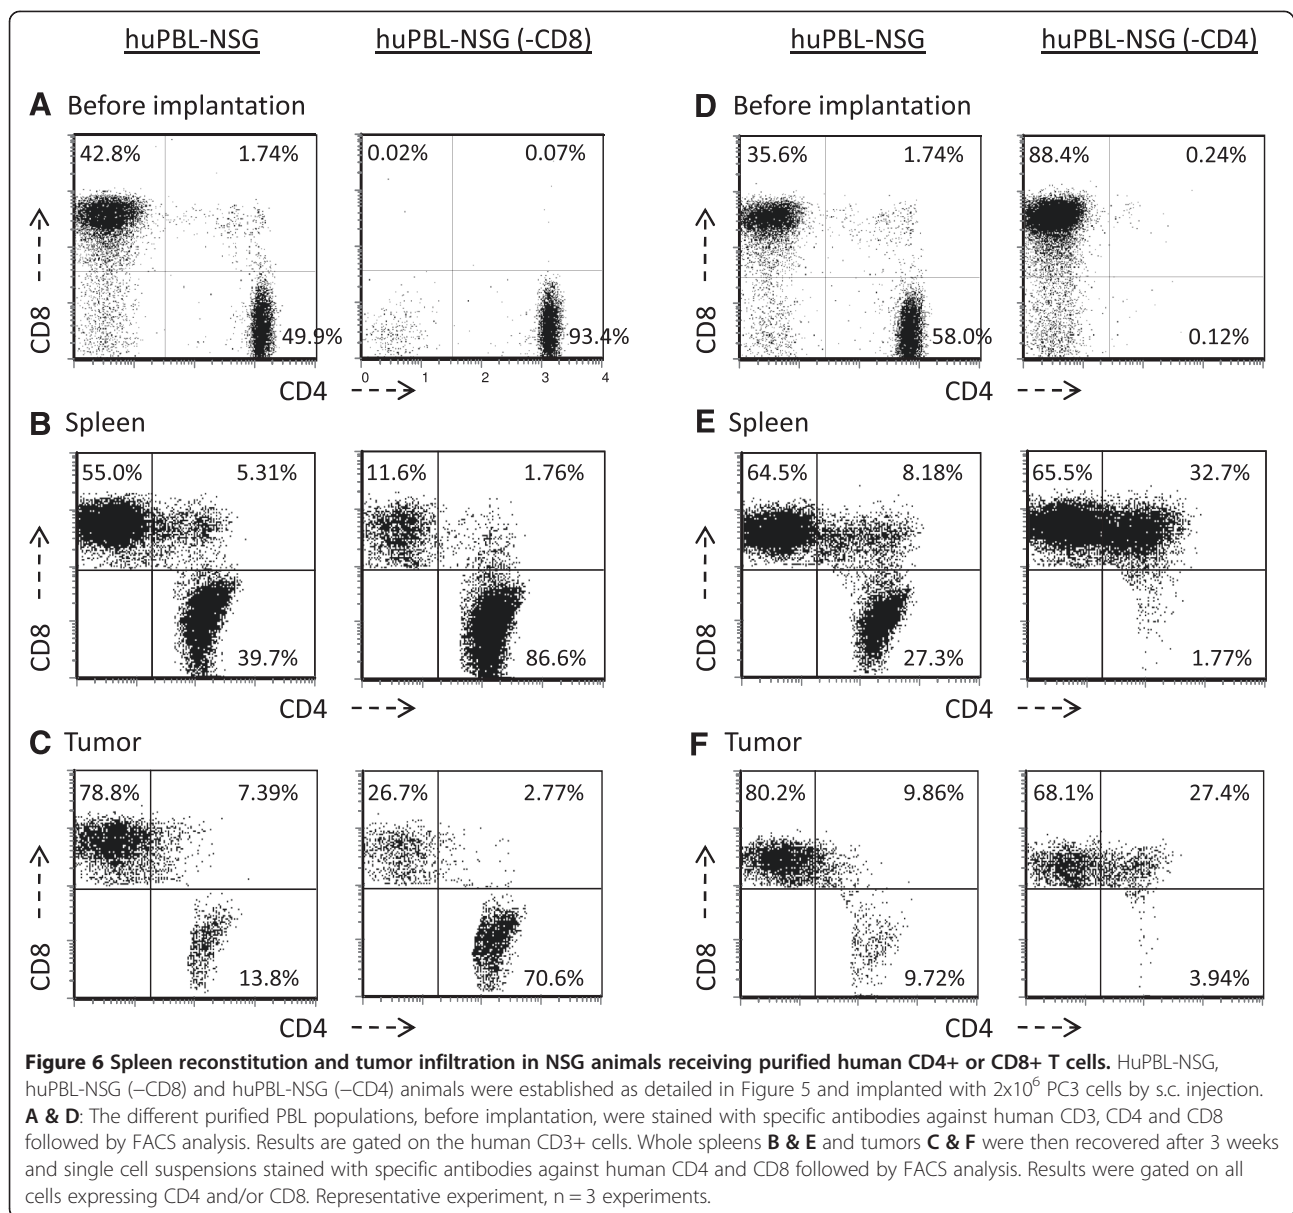 huPBL-NSG huPBL-NSG (-CD8) huPBL-NSG huPBL-NSG (-CD4)
A Before implantation
42.8% 1.74%
49.9%
0.02% 0.07%
93.4%
0 1 2 3 4
CD8
CD4
B Spleen
55.0% 5.31%
39.7%
11.6% 1.76%
86.6%
CD8
CD4
C Tumor
78.8% 7.39%
13.8%
26.7% 2.77%
70.6%
CD8
CD4
D Before implantation
35.6% 1.74%
58.0%
88.4% 0.24%
0.12%
CD8
CD4
E Spleen
64.5% 8.18%
27.3%
65.5% 32.7%
1.77%
CD8
CD4
F Tumor
80.2% 9.86%
9.72%
68.1% 27.4%
3.94%
CD8
CD4
Figure 6 Spleen reconstitution and tumor infiltration in NSG animals receiving purified human CD4+ or CD8+ T cells. HuPBL-NSG,
huPBL-NSG (−CD8) and huPBL-NSG (−CD4) animals were established as detailed in Figure 5 and implanted with 2x10⁶ PC3 cells by s.c. injection.
A & D: The different purified PBL populations, before implantation, were stained with specific antibodies against human CD3, CD4 and CD8
followed by FACS analysis. Results are gated on the human CD3+ cells. Whole spleens B & E and tumors C & F were then recovered after 3 weeks
and single cell suspensions stained with specific antibodies against human CD4 and CD8 followed by FACS analysis. Results were gated on all
cells expressing CD4 and/or CD8. Representative experiment, n = 3 experiments.